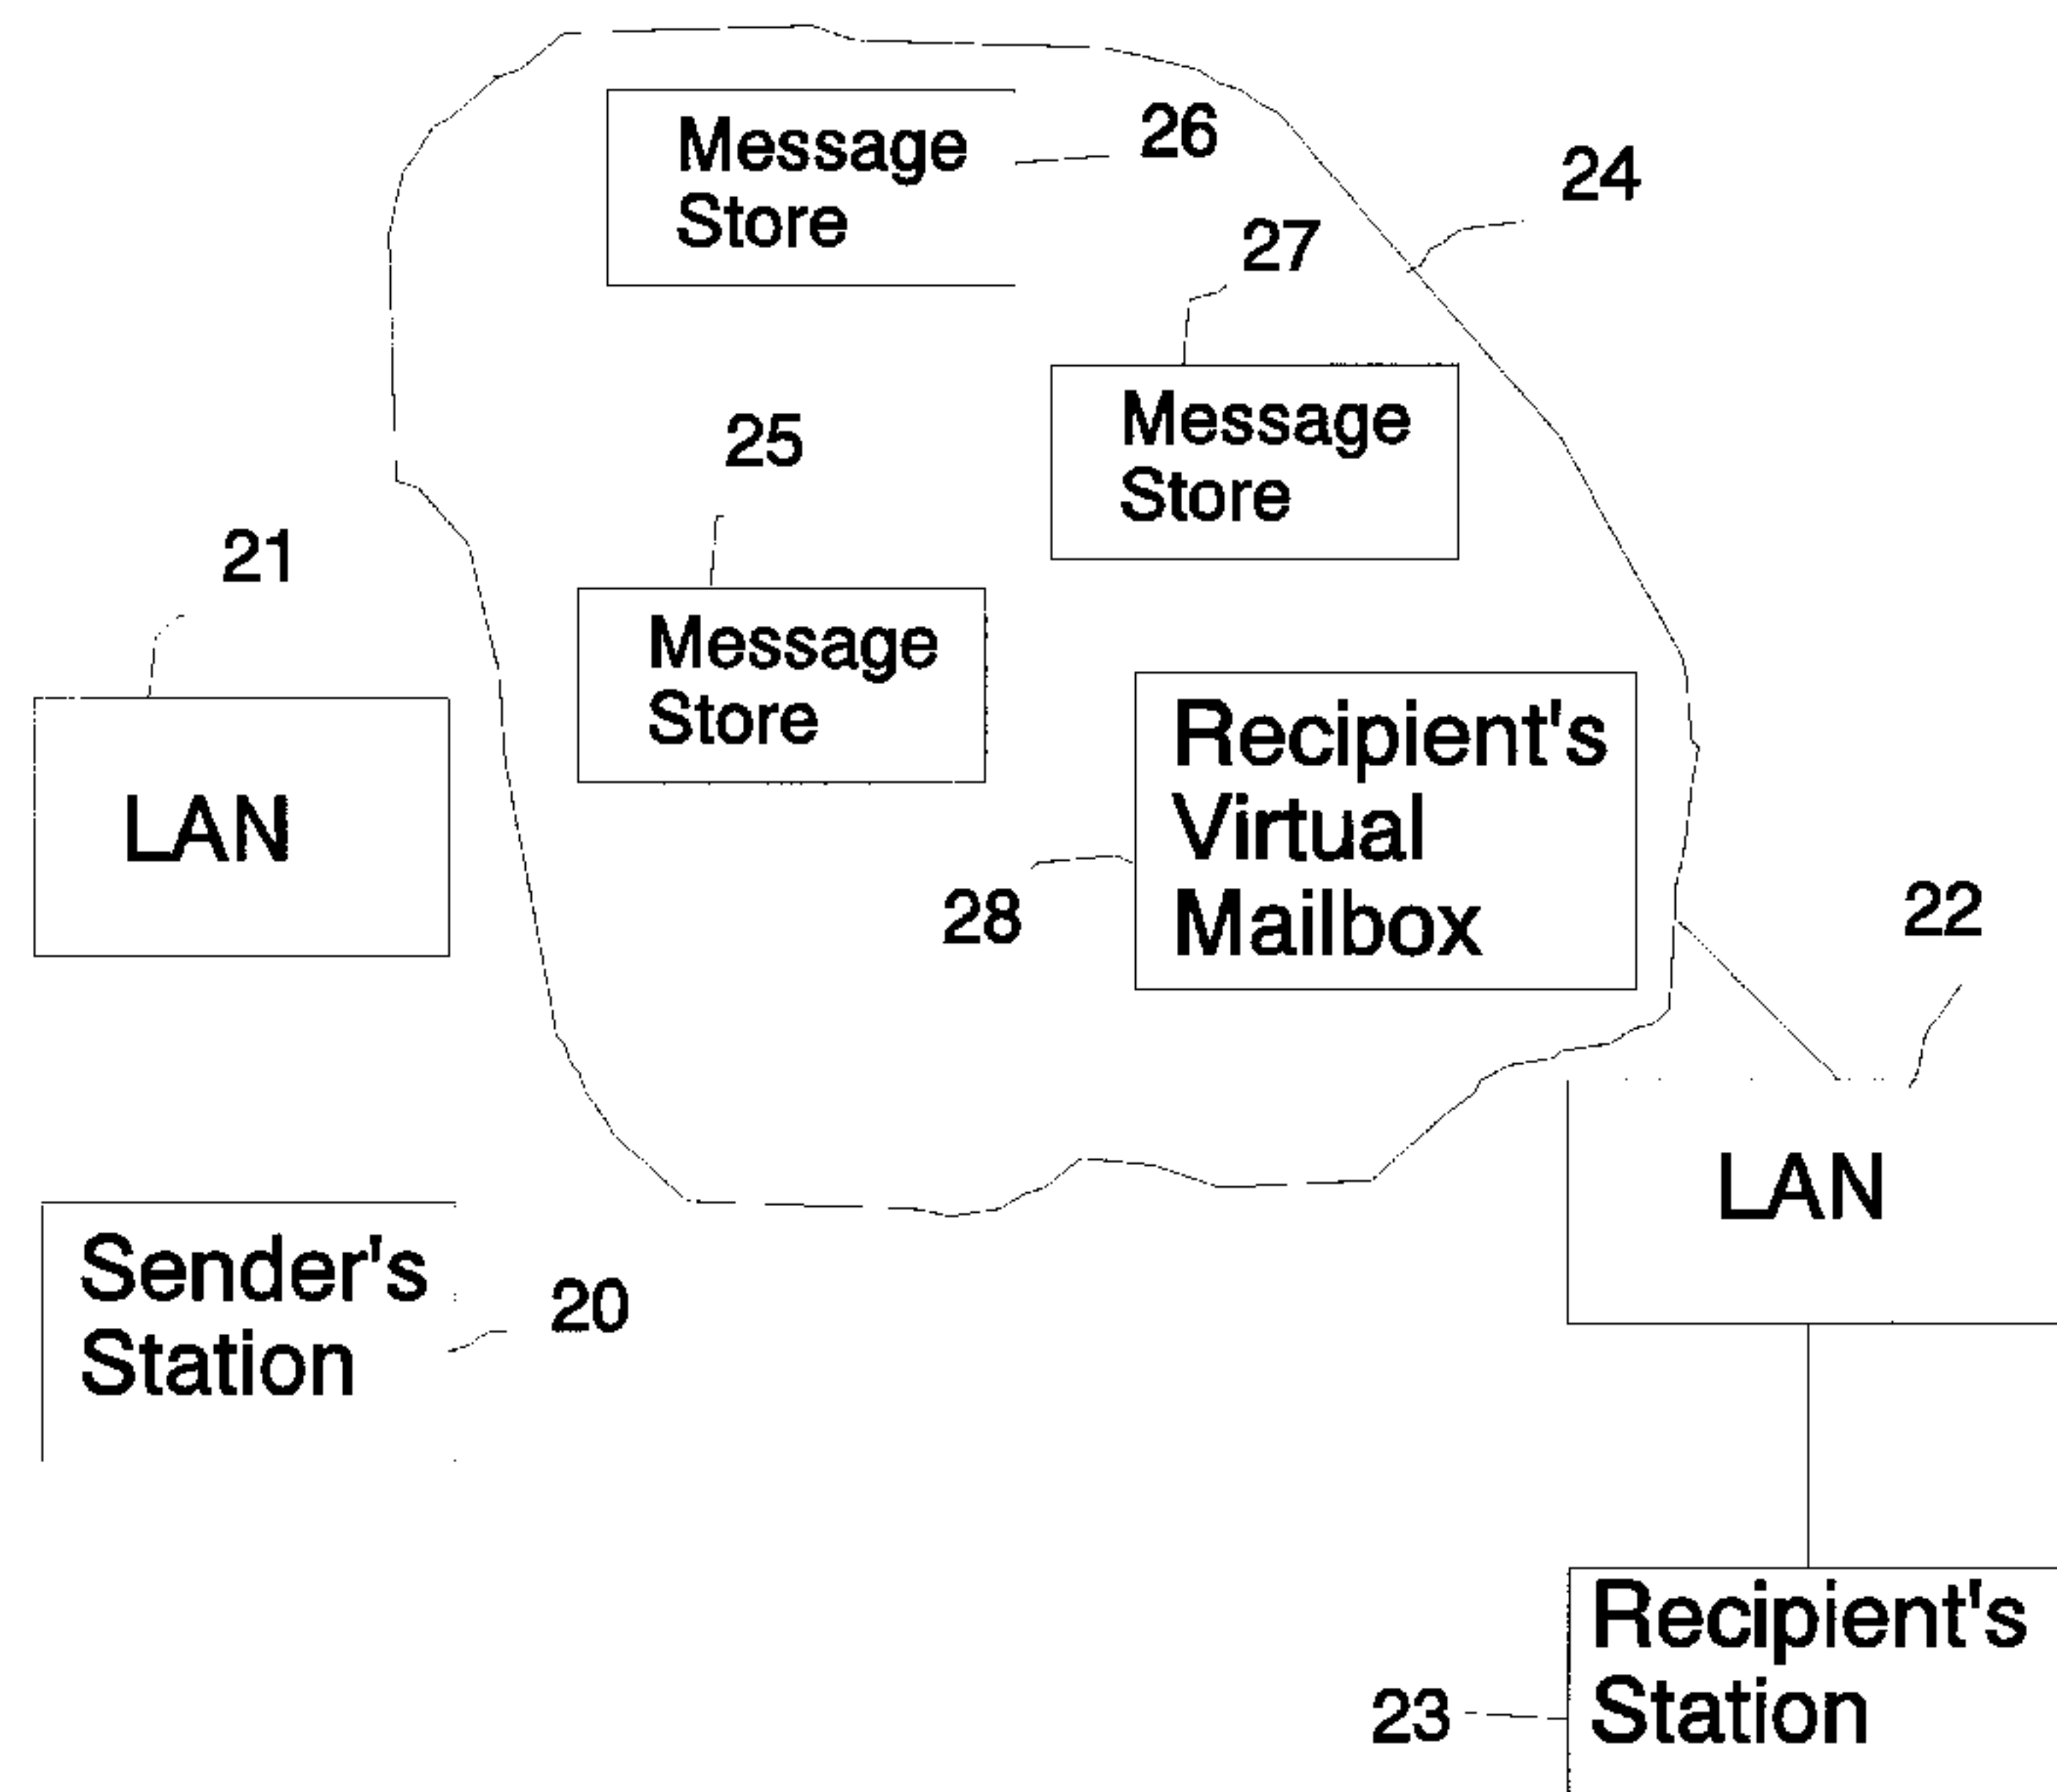 Message
Store
26
24
27
Message
Store
25
21
Message
Store
Recipient's
Virtual
Mailbox
LAN
28
22
LAN
Sender's
Station
20
Recipient's
Station
23